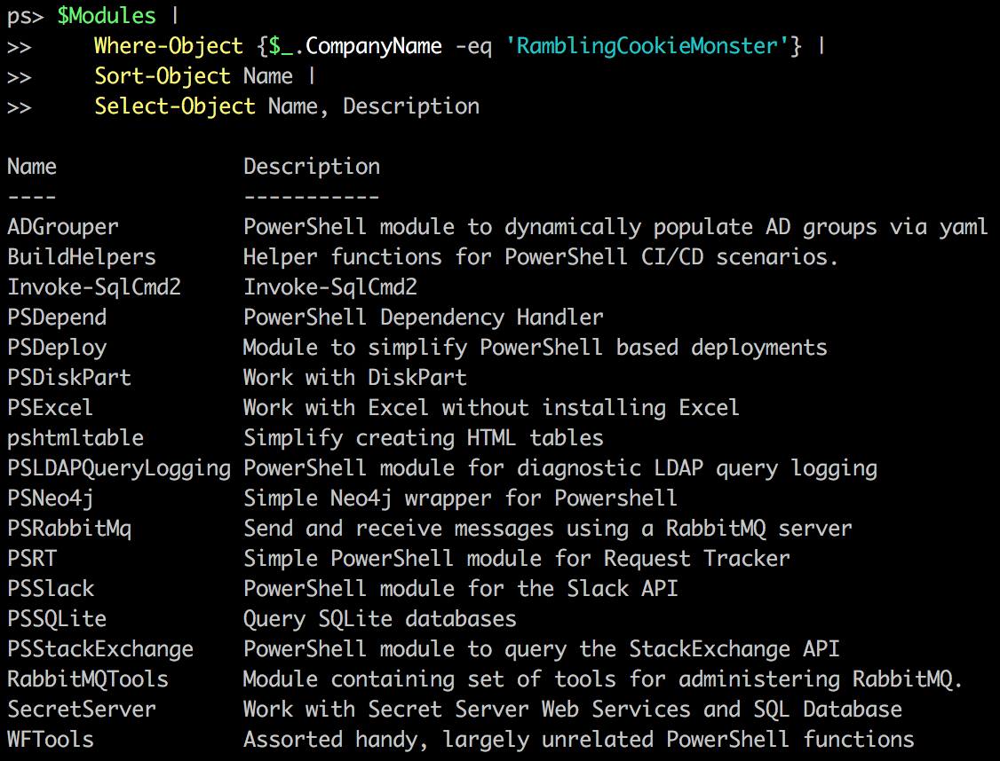 ps> $Modules |
>>     Where-Object {$_.CompanyName -eq 'RamblingCookieMonster'} |
>>     Sort-Object Name |
>>     Select-Object Name, Description
Name               Description
----               -----------
ADGrouper          PowerShell module to dynamically populate AD groups via yaml
BuildHelpers       Helper functions for PowerShell CI/CD scenarios.
Invoke-SqlCmd2     Invoke-SqlCmd2
PSDepend           PowerShell Dependency Handler
PSDeploy           Module to simplify PowerShell based deployments
PSDiskPart         Work with DiskPart
PSExcel            Work with Excel without installing Excel
pshtmltable        Simplify creating HTML tables
PSLDAPQueryLogging PowerShell module for diagnostic LDAP query logging
PSNeo4j            Simple Neo4j wrapper for Powershell
PSRabbitMq         Send and receive messages using a RabbitMQ server
PSRT               Simple PowerShell module for Request Tracker
PSSlack            PowerShell module for the Slack API
PSSQLite           Query SQLite databases
PSStackExchange    PowerShell module to query the StackExchange API
RabbitMQTools      Module containing set of tools for administering RabbitMQ.
SecretServer       Work with Secret Server Web Services and SQL Database
WFTools            Assorted handy, largely unrelated PowerShell functions